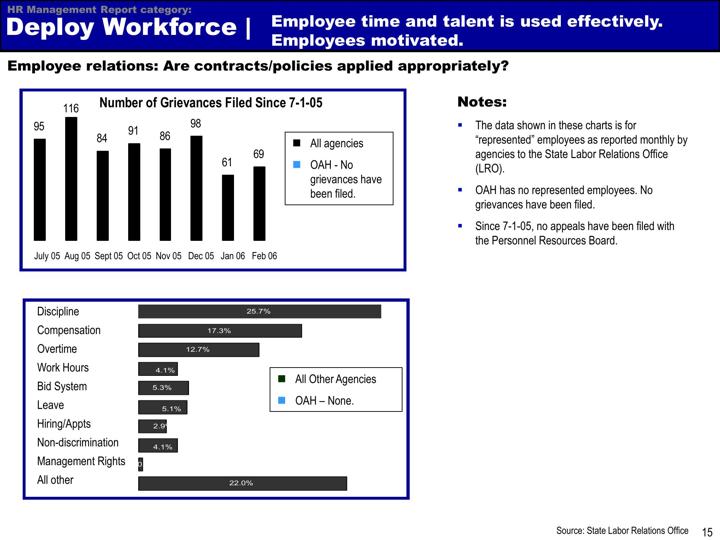 HR Management Report category:
Deploy Workforce |
Employee time and talent is used effectively.
Employees motivated.
Employee relations: Are contracts/policies applied appropriately?
Number of Grievances Filed Since 7-1-05
95
116
84
91
86
98
61
69
All agencies
OAH - No
grievances have
been filed.
July 05 Aug 05 Sept 05 Oct 05 Nov 05 Dec 05 Jan 06 Feb 06
Notes:
The data shown in these charts is for
“represented” employees as reported monthly by
agencies to the State Labor Relations Office
(LRO).
OAH has no represented employees. No
grievances have been filed.
Since 7-1-05, no appeals have been filed with
the Personnel Resources Board.
Discipline 25.7%
Compensation 17.3%
Overtime 12.7%
Work Hours 4.1%
Bid System 5.3%
Leave 5.1%
Hiring/Appts 2.9
Non-discrimination 4.1%
Management Rights
All other 22.0%
All Other Agencies
OAH – None.
Source: State Labor Relations Office
15